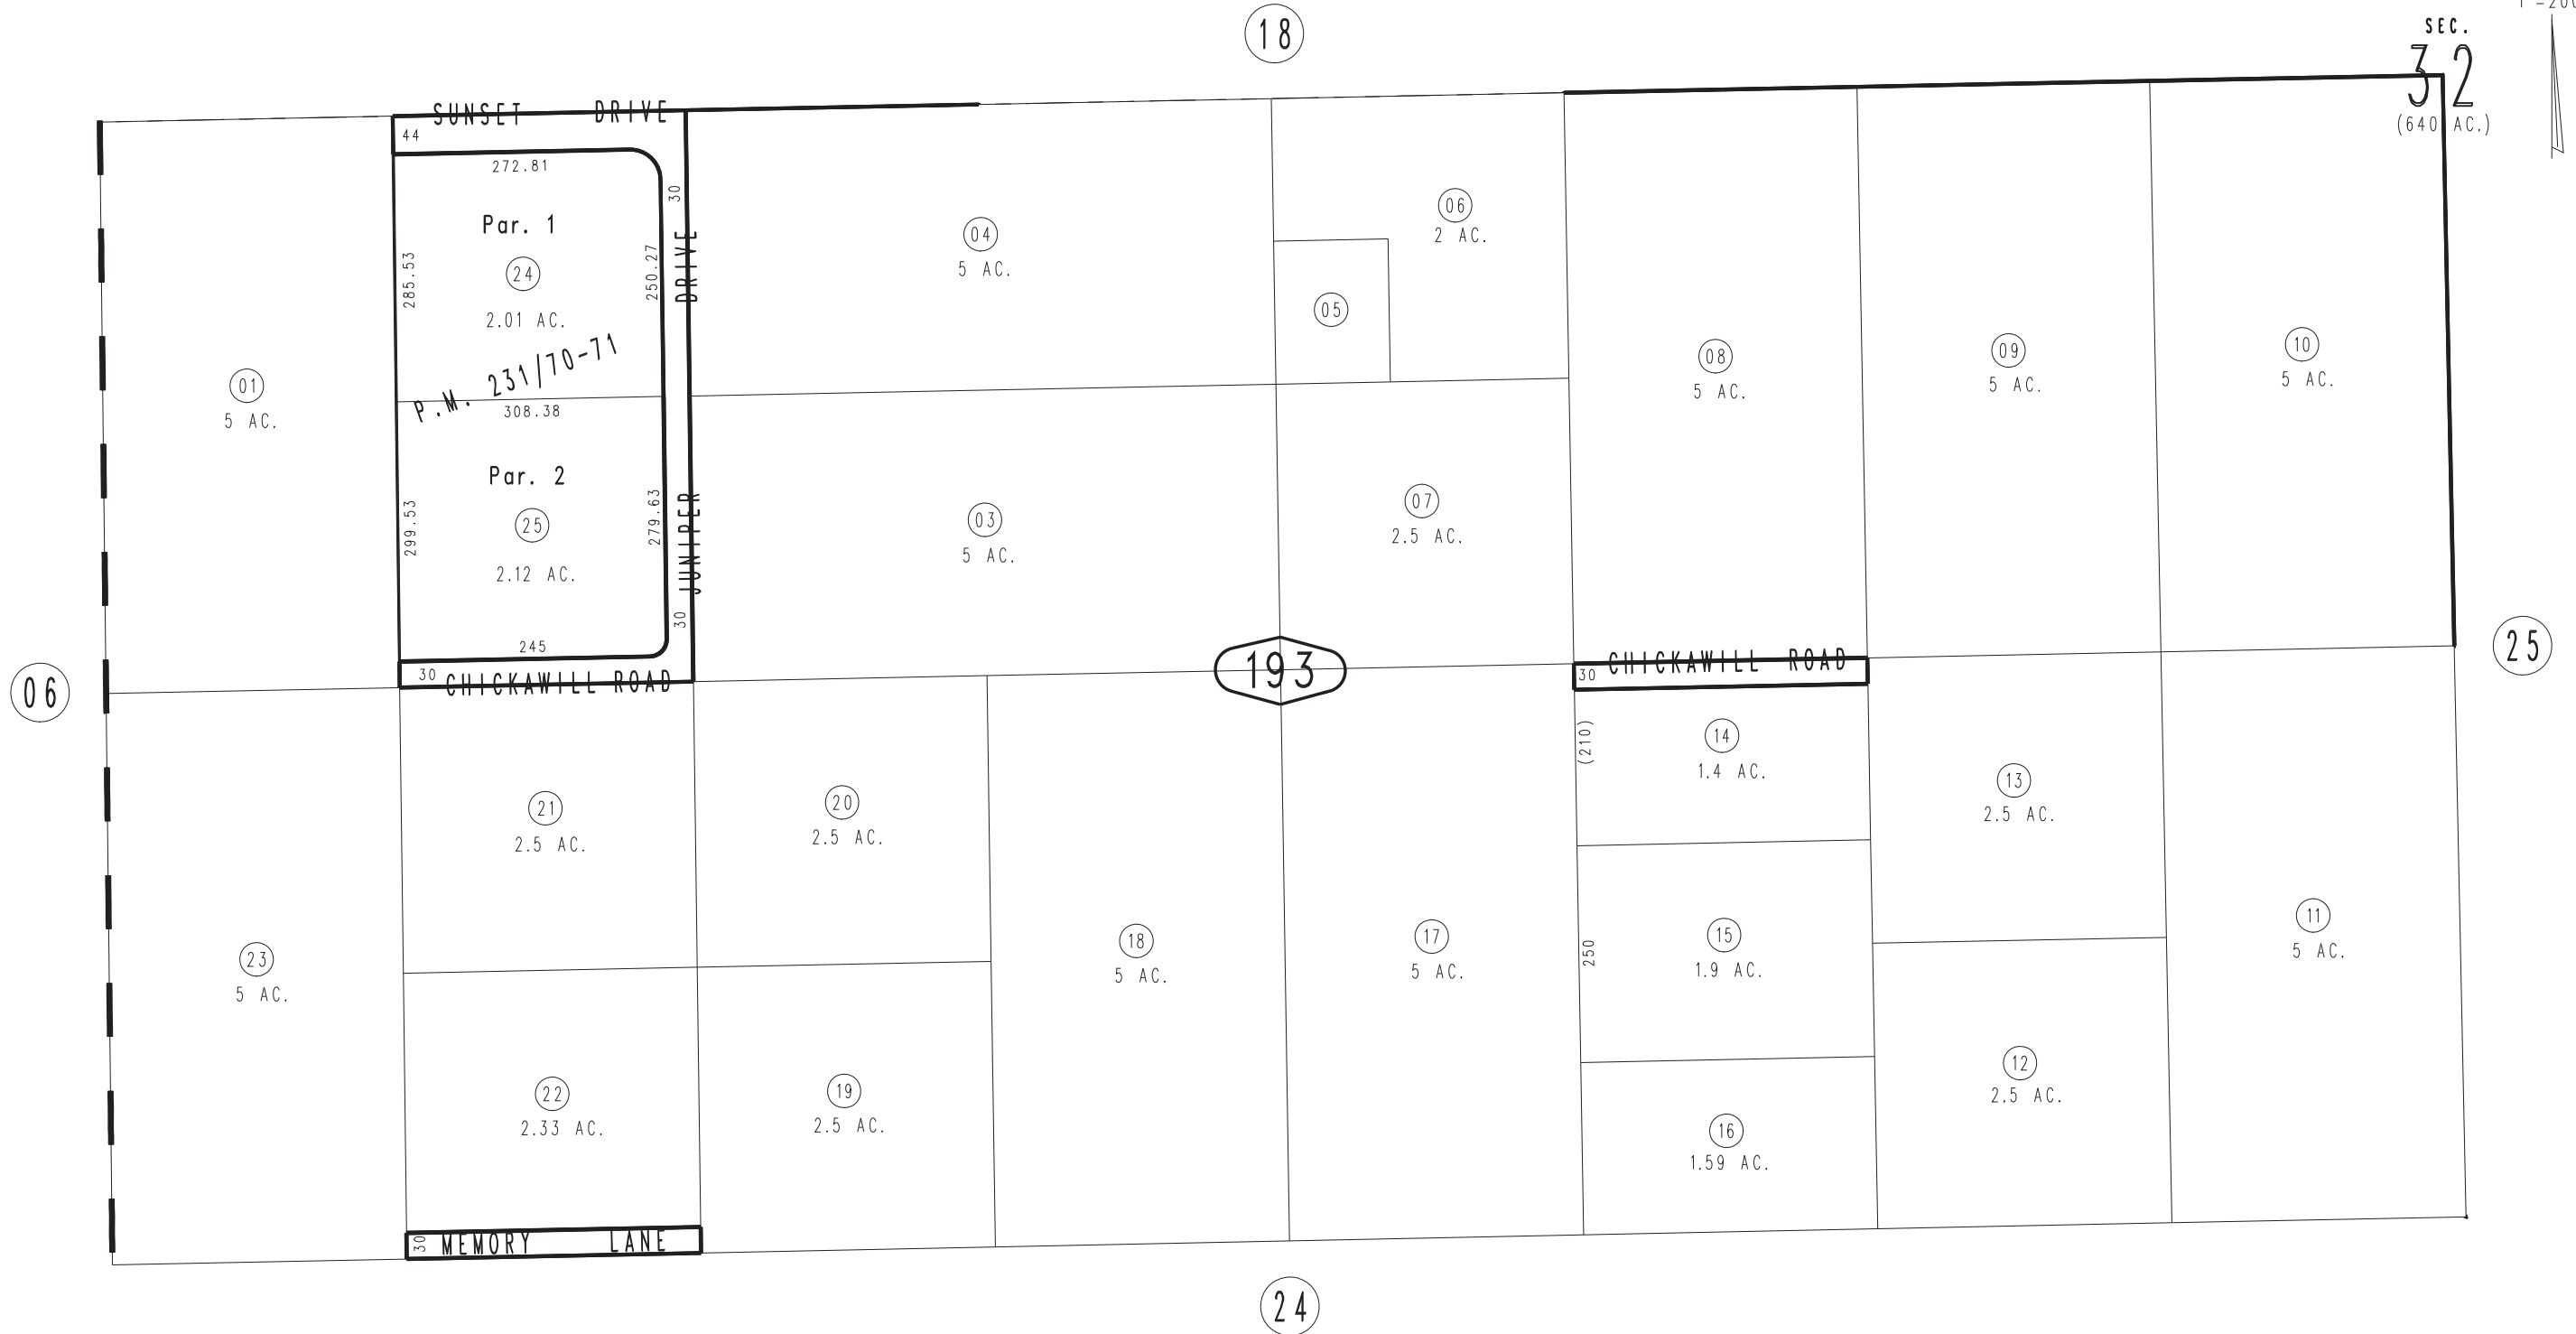 18
SEC.
32
(640 AC.)
SUNSET DRIVE
44
272.81
30
Par. 1
24
2.01 AC.
285.53
250.27
JUNIPER DRIVE
P.M. 231/70-71
308.38
Par. 2
25
2.12 AC.
299.53
279.63
30
245
30
CHICKAWILL ROAD
01
5 AC.
04
5 AC.
03
5 AC.
06
2 AC.
05
07
2.5 AC.
08
5 AC.
09
5 AC.
10
5 AC.
06
193
25
30
CHICKAWILL ROAD
(210)
14
1.4 AC.
13
2.5 AC.
21
2.5 AC.
20
2.5 AC.
23
5 AC.
18
5 AC.
17
5 AC.
250
15
1.9 AC.
11
5 AC.
22
2.33 AC.
19
2.5 AC.
16
1.59 AC.
12
2.5 AC.
30
MEMORY LANE
24